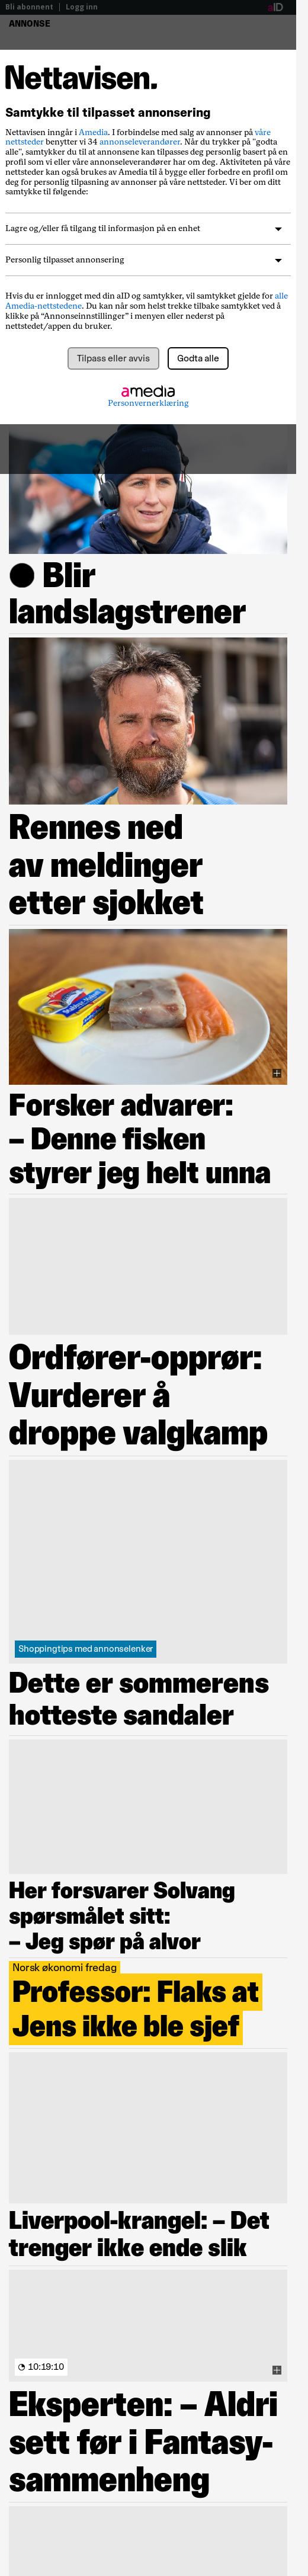 Bli abonnent | Logg inn
aID
ANNONSE
Nettavisen.
Samtykke til tilpasset annonsering
Nettavisen inngår i Amedia. I forbindelse med salg av annonser på våre
nettsteder benytter vi 34 annonseleverandører. Når du trykker på "godta
alle", samtykker du til at annonsene kan tilpasses deg personlig basert på en
profil som vi eller våre annonseleverandører har om deg. Aktiviteten på våre
nettsteder kan også brukes av Amedia til å bygge eller forbedre en profil om
deg for personlig tilpasning av annonser på våre nettsteder. Vi ber om ditt
samtykke til følgende:
Lagre og/eller få tilgang til informasjon på en enhet
Personlig tilpasset annonsering
Hvis du er innlogget med din aID og samtykker, vil samtykket gjelde for alle
Amedia-nettstedene. Du kan når som helst trekke tilbake samtykket ved å
klikke på “Annonseinnstillinger” i menyen eller nederst på
nettstedet/appen du bruker.
Tilpass eller avvis
Godta alle
amedia
Personvernerklæring
Blir
landslagstrener
Rennes ned
av meldinger
etter sjokket
Forsker advarer:
– Denne fisken
styrer jeg helt unna
Ordfører-opprør:
Vurderer å
droppe valgkamp
Shoppingtips med annonselenker
Dette er sommerens
hotteste sandaler
Her forsvarer Solvang
spørsmålet sitt:
– Jeg spør på alvor
Norsk økonomi fredag
Professor: Flaks at
Jens ikke ble sjef
Liverpool-krangel: – Det
trenger ikke ende slik
10:19:10
Eksperten: – Aldri
sett før i Fantasy-
sammenheng